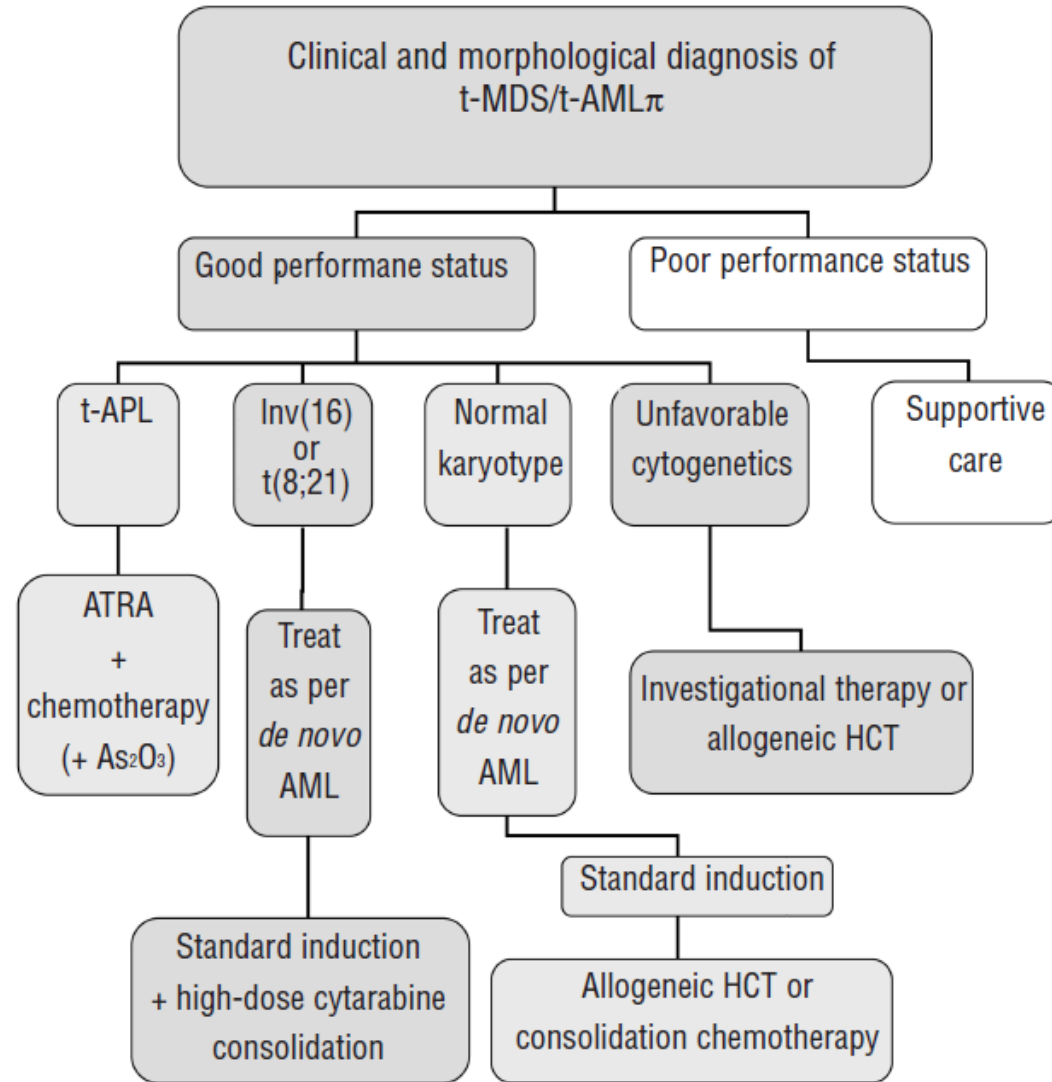 Clinical and morphological diagnosis of
t-MDS/t-AMLπ
Good performane status
Poor performance status
t-APL
Inv(16)
or
t(8;21)
Normal
karyotype
Unfavorable
cytogenetics
Supportive
care
ATRA
+
chemotherapy
(+ As₂O₃)
Treat
as per
de novo
AML
Treat
as per
de novo
AML
Investigational therapy or
allogeneic HCT
Standard induction
Standard induction
+ high-dose cytarabine
consolidation
Allogeneic HCT or
consolidation chemotherapy